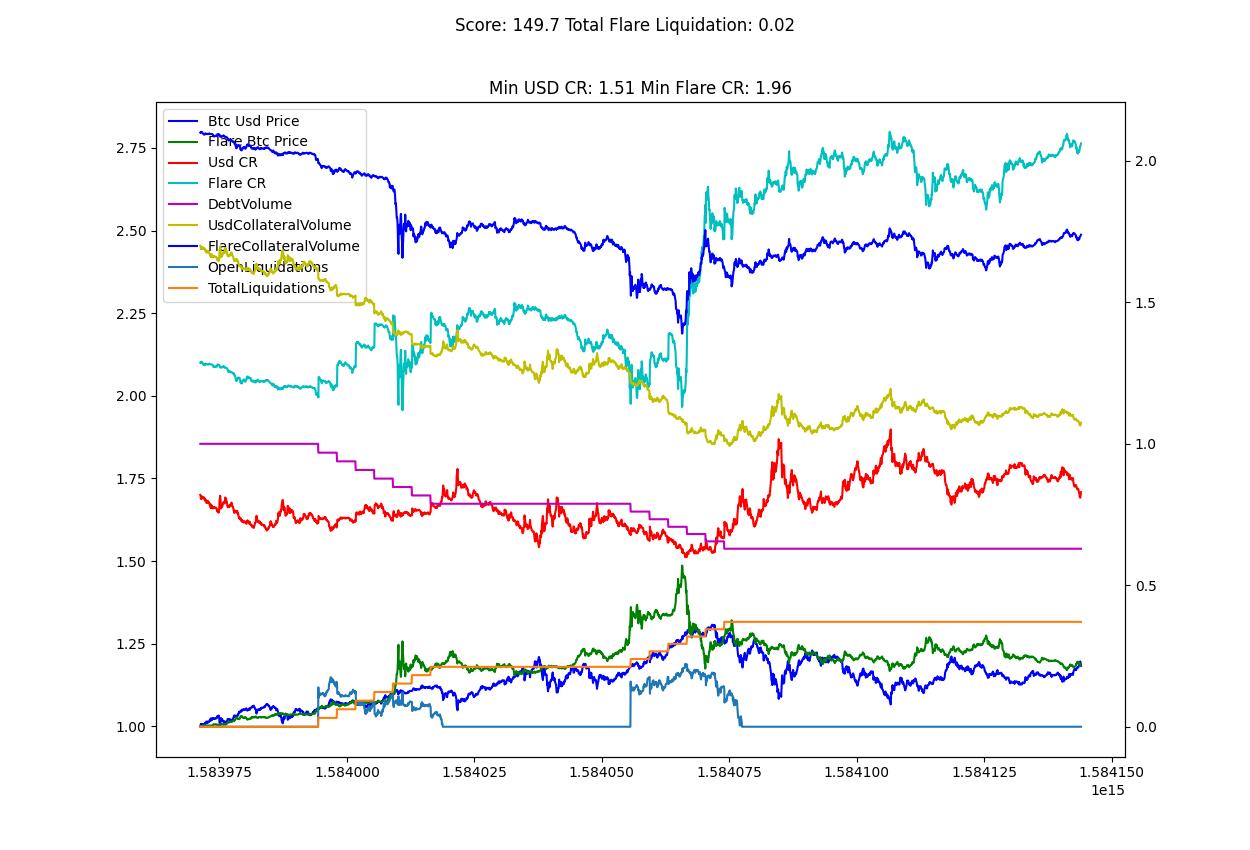 Score: 149.7 Total Flare Liquidation: 0.02
Min USD CR: 1.51 Min Flare CR: 1.96
Btc Usd Price
Flare Btc Price
Usd CR
Flare CR
DebtVolume
UsdCollateralVolume
FlareCollateralVolume
OpenLiquidations
TotalLiquidations
2.75
2.50
2.25
2.00
1.75
1.50
1.25
1.00
2.0
1.5
1.0
0.5
0.0
1.583975
1.584000
1.584025
1.584050
1.584075
1.584100
1.584125
1.584150
1e15